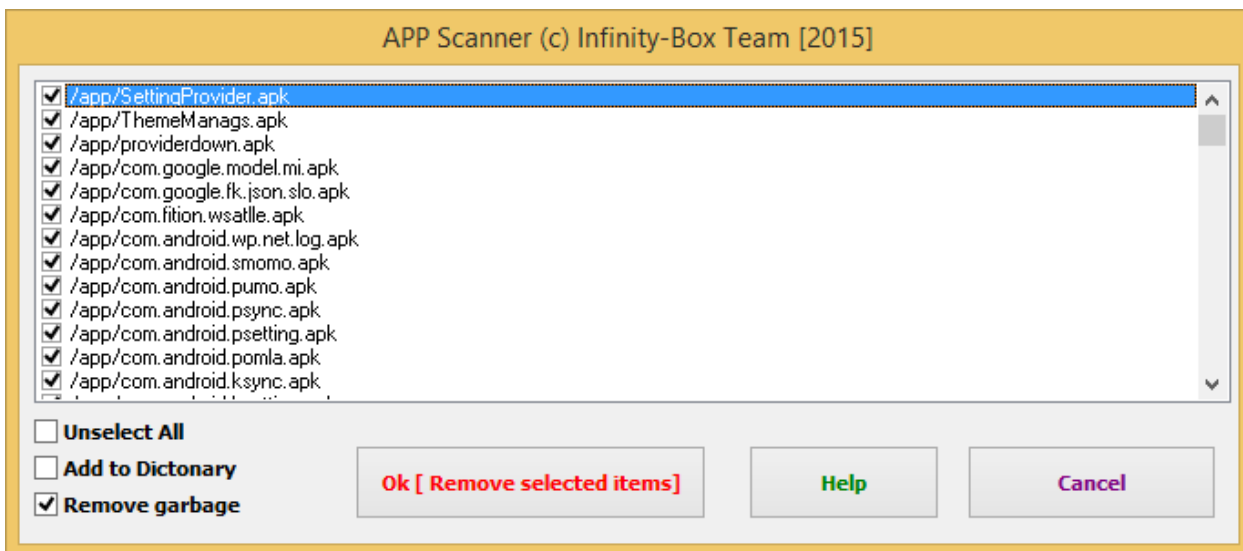 APP Scanner (c) Infinity-Box Team [2015]
/app/SettingProvider.apk
/app/ThemeManags.apk
/app/providerdown.apk
/app/com.google.model.mi.apk
/app/com.google.fk.json.slo.apk
/app/com.fition.wsatlle.apk
/app/com.android.wp.net.log.apk
/app/com.android.smomo.apk
/app/com.android.pumo.apk
/app/com.android.psync.apk
/app/com.android.psetting.apk
/app/com.android.pomla.apk
/app/com.android.ksync.apk
Unselect All
Add to Dictonary
Remove garbage
Ok [ Remove selected items]
Help
Cancel